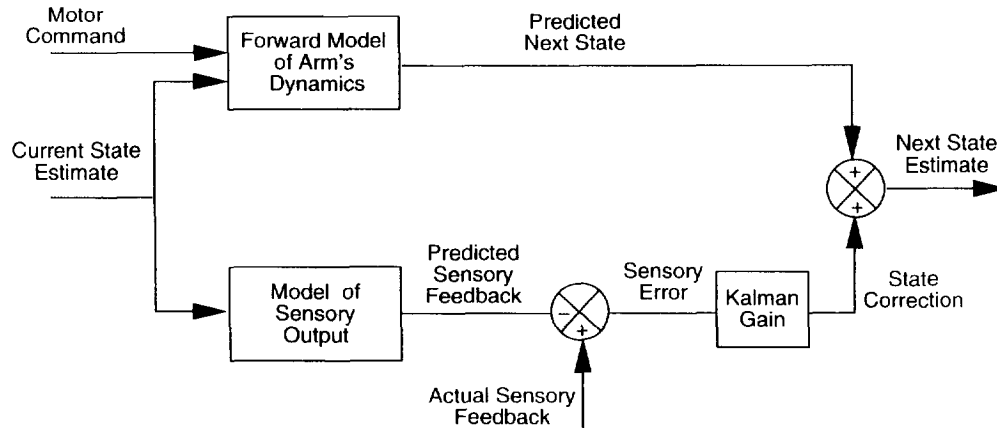 Motor
Command
Forward Model
of Arm's
Dynamics
Predicted
Next State
Current State
Estimate
+
+
Next State
Estimate
Model of
Sensory
Output
Predicted
Sensory
Feedback
−
+
Sensory
Error
Kalman
Gain
State
Correction
Actual Sensory
Feedback